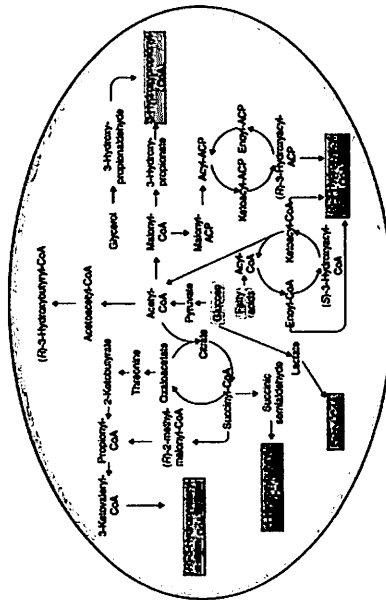 (R)-3-Hydroxybutyryl-CoA
Acetoacetyl-CoA
3-Ketovaleryl-
CoA
Propionyl-
CoA
2-Ketobutyrate
Threonine
(R)-2-methyl-
malonyl-CoA
Oxaloacetate
Citrate
Succinyl-CoA
Succinic
semialdehyde
Acetyl-
CoA
Pyruvate
Glucose
Lactate
Malonyl-
CoA
Malonyl-
ACP
Glycerol
3-Hydroxy-
propionaldehyde
3-Hydroxy-
propionate
Acyl-ACP
Ketoacyl-ACP
Enoyl-ACP
(R)-3-Hydroxyacyl-
ACP
Fatty
acids
Acyl-
CoA
Enoyl-CoA
Ketoacyl-CoA
(S)-3-Hydroxyacyl-
CoA